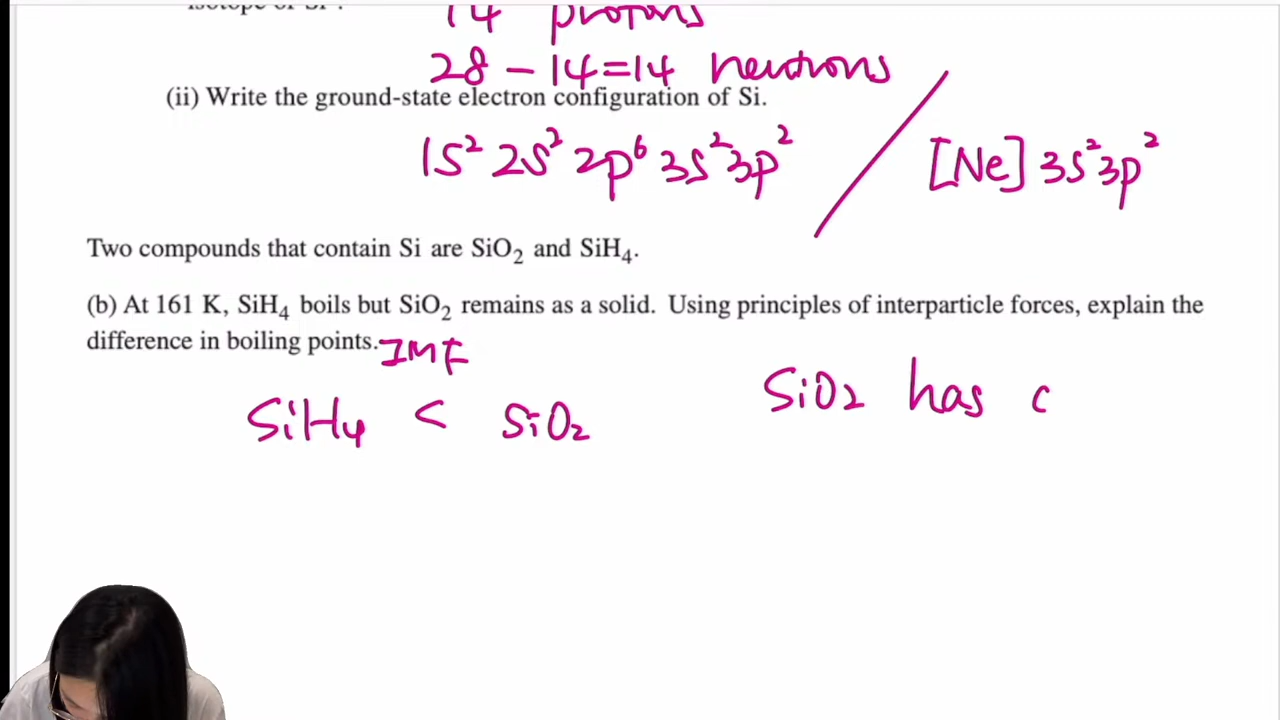 isotope of Si . 14 protons
28 - 14 = 14 neutrons
(ii) Write the ground-state electron configuration of Si.
1s² 2s² 2p⁶ 3s² 3p² / [Ne] 3s² 3p²
Two compounds that contain Si are SiO₂ and SiH₄.
(b) At 161 K, SiH₄ boils but SiO₂ remains as a solid. Using principles of interparticle forces, explain the
difference in boiling points. IMF
SiH₄ < SiO₂
SiO₂ has c